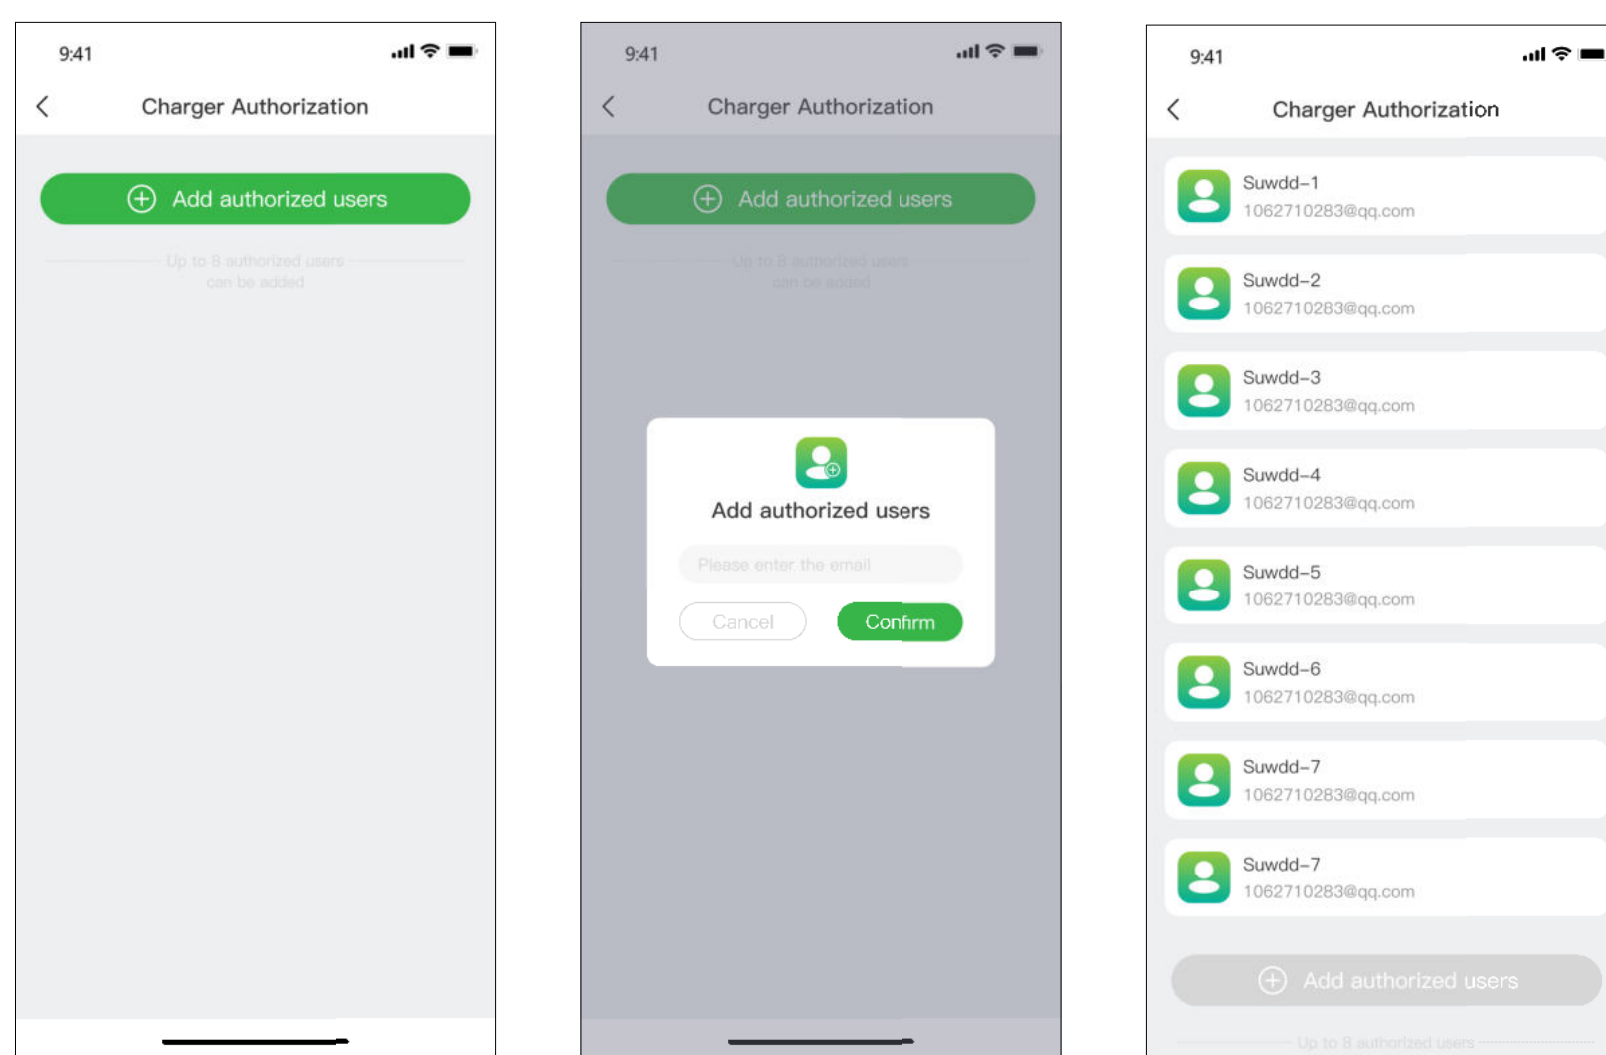 9:41
Charger Authorization
Add authorized users
Up to 8 authorized users
can be added
9:41
Charger Authorization
Add authorized users
Up to 8 authorized users
can be added
Add authorized users
Please enter the email
Cancel
Confirm
9:41
Charger Authorization
Suwdd-1
1062710283@qq.com
Suwdd-2
1062710283@qq.com
Suwdd-3
1062710283@qq.com
Suwdd-4
1062710283@qq.com
Suwdd-5
1062710283@qq.com
Suwdd-6
1062710283@qq.com
Suwdd-7
1062710283@qq.com
Suwdd-7
1062710283@qq.com
Add authorized users
Up to 8 authorized users